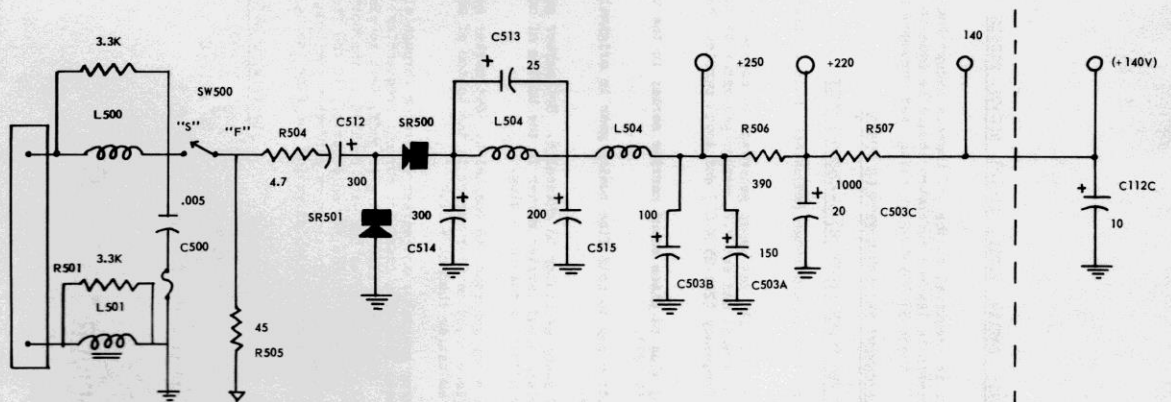 3.3K
L500
SW500
"S"
"F"
R504
4.7
C512
+
300
SR500
SR501
C513
+
25
L504
L504
+
300
C514
+
200
C515
+250
+220
140
(+140V)
R506
390
R507
1000
100
+
C503B
+
150
C503A
+
20
C503C
C112C
+
10
.005
C500
R501
3.3K
L501
45
R505